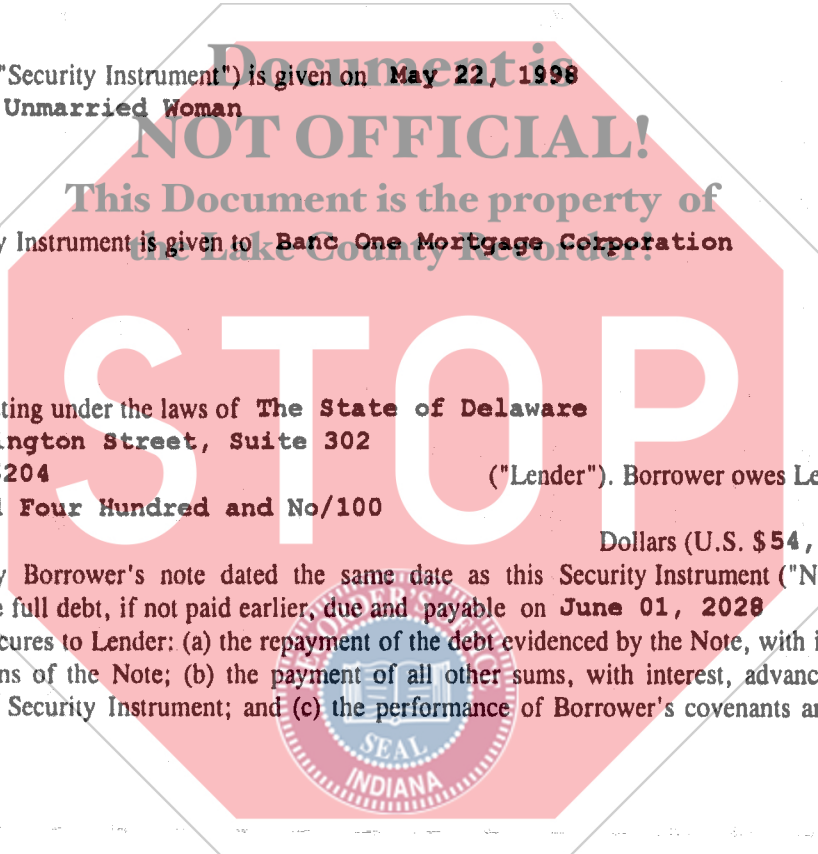 Document is
"Security Instrument") is given on May 22, 1998
Unmarried Woman
NOT OFFICIAL!
This Document is the property of
the Lake County Recorder!
y Instrument is given to Banc One Mortgage Corporation
STOP
ting under the laws of The State of Delaware
ington Street, Suite 302
204 ("Lender"). Borrower owes Le
Four Hundred and No/100
Dollars (U.S. $54,
y Borrower's note dated the same date as this Security Instrument ("N
e full debt, if not paid earlier, due and payable on June 01, 2028
cures to Lender: (a) the repayment of the debt evidenced by the Note, with i
ns of the Note; (b) the payment of all other sums, with interest, advanc
Security Instrument; and (c) the performance of Borrower's covenants a
RECORDER'S OFFICE
SEAL
INDIANA